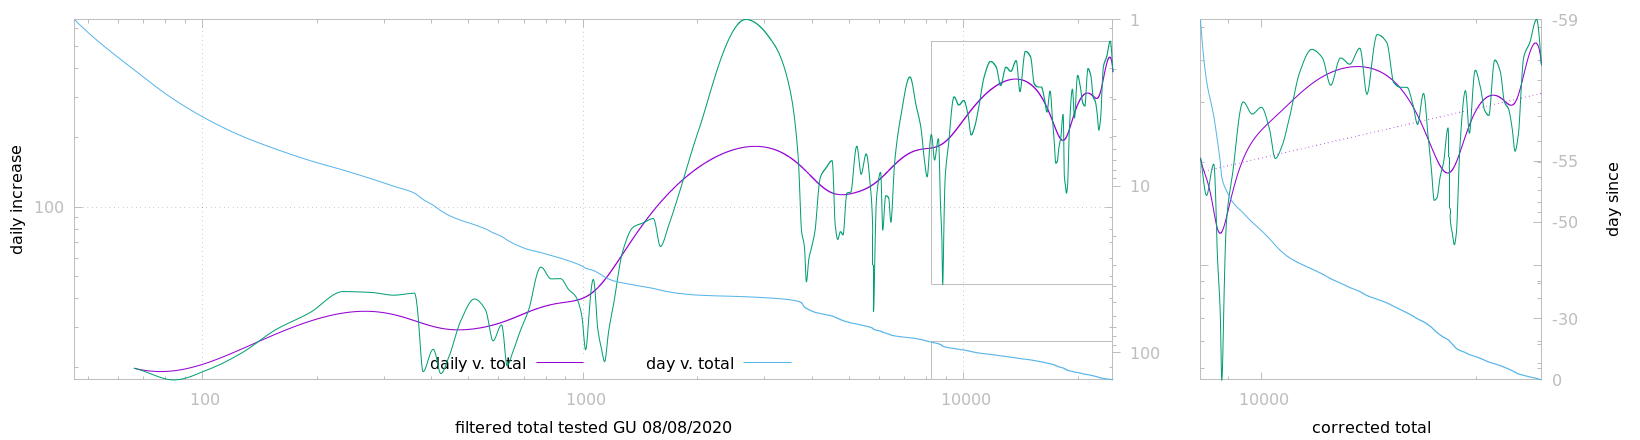 daily increase
100
daily v. total
day v. total
100
1000
10000
filtered total tested GU 08/08/2020
1
10
100
10000
corrected total
-59
-55
-50
-30
0
day since